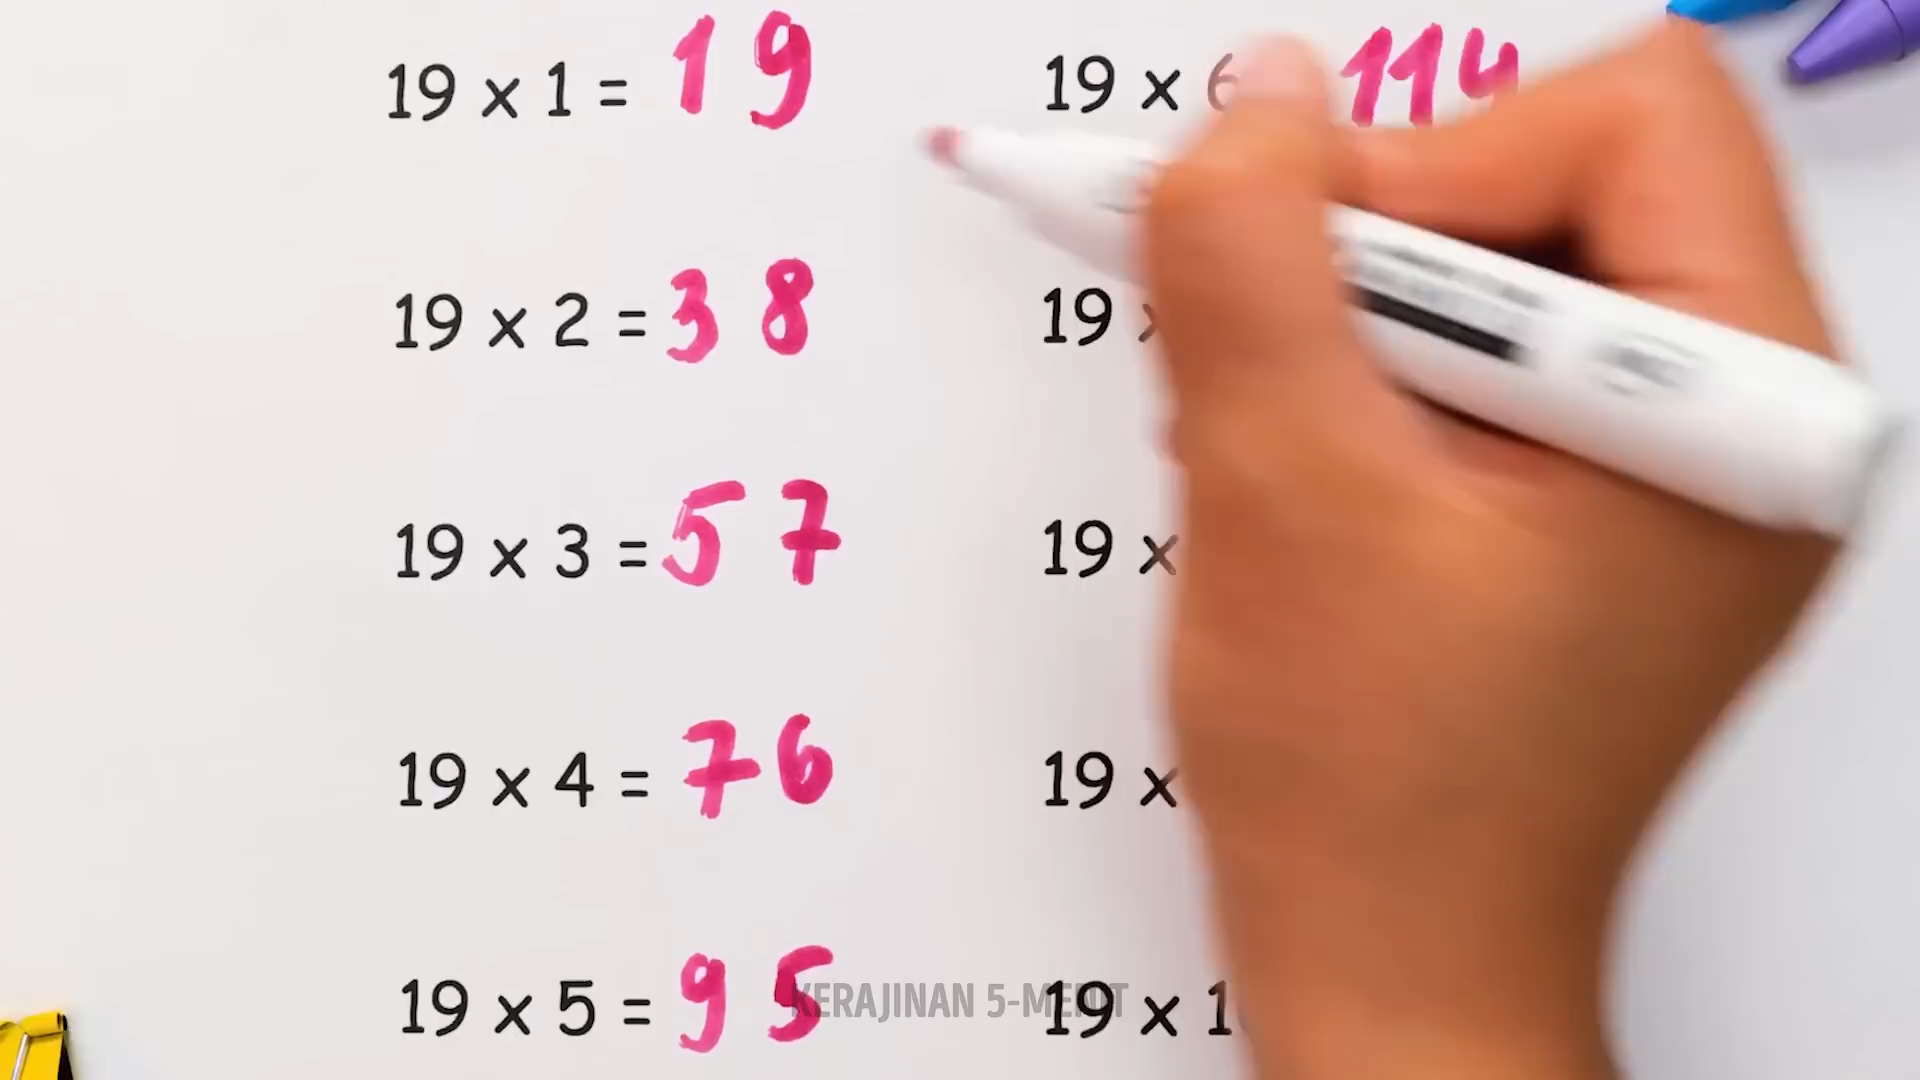 19 x 1 = 19
19 x 2 = 38
19 x 3 = 57
19 x 4 = 76
19 x 5 = 95
19 x 6 114
19 x
19 x
19 x
19 x 1
KERAJINAN 5-MENIT